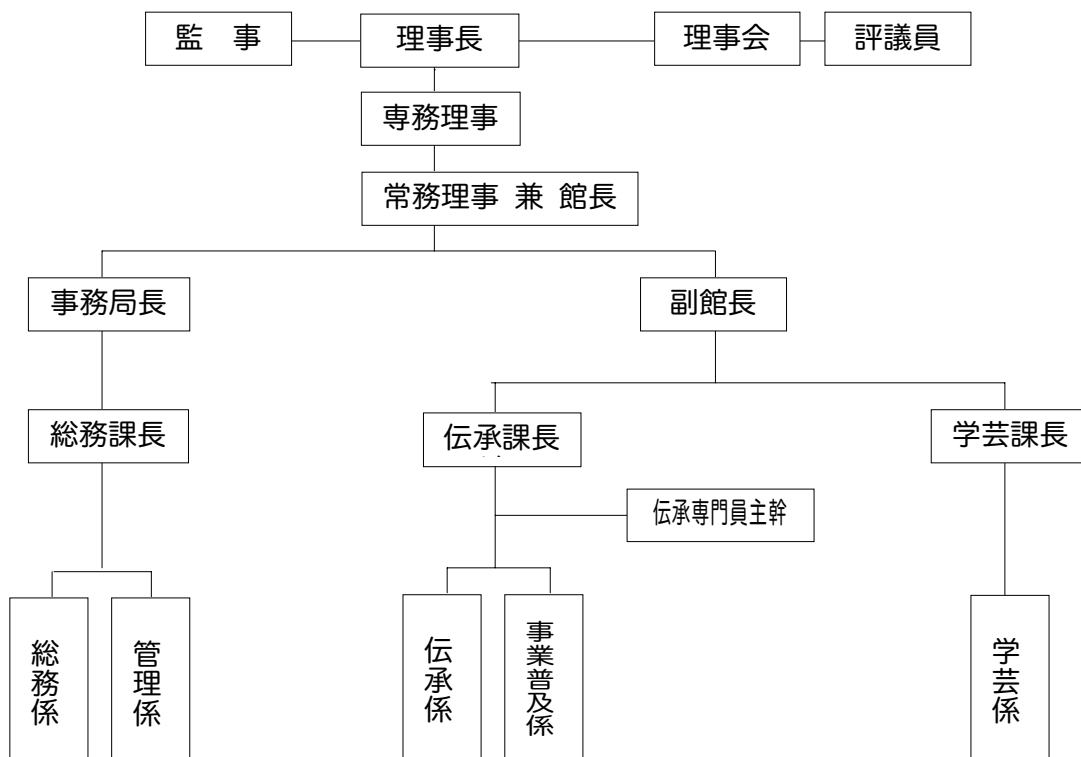 監　事
理事長
理事会
評議員
専務理事
常務理事 兼 館長
事務局長
副館長
総務課長
伝承課長
学芸課長
伝承専門員主幹
総務係
管理係
伝承係
事業普及係
学芸係